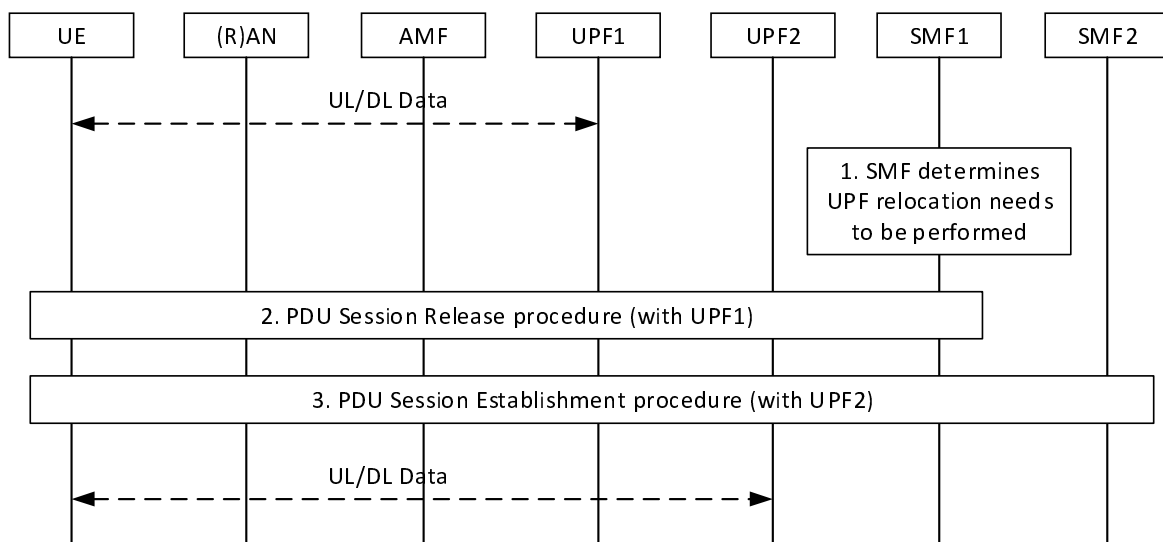 UE
(R)AN
AMF
UPF1
UPF2
SMF1
SMF2
UL/DL Data
1. SMF determines
UPF relocation needs
to be performed
2. PDU Session Release procedure (with UPF1)
3. PDU Session Establishment procedure (with UPF2)
UL/DL Data